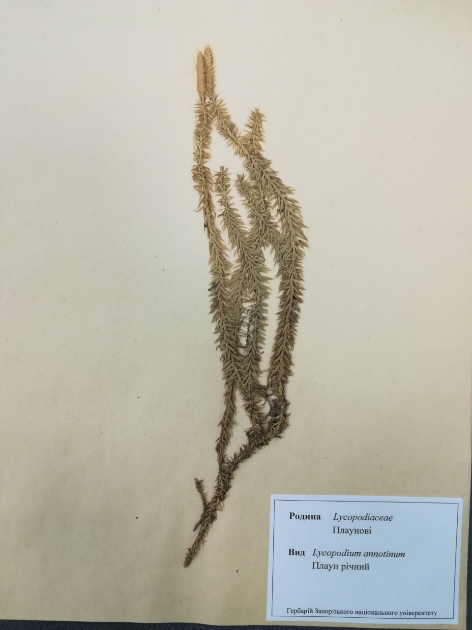 Родина Lycopodiaceae
Плаунові
Вид Lycopodium annotinum
Плаун річний
Гербарій Запорізького національного університету